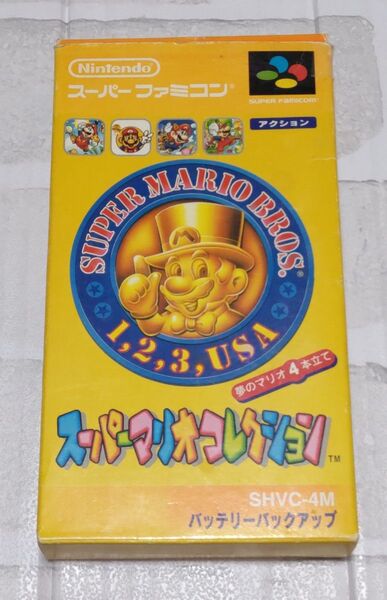 Nintendo®
スーパーファミコン®
SUPER FAMICOM
アクション
SUPER MARIO BROS.®
1,2,3,USA
夢のマリオ4本立て
スーパーマリオコレクション™
SHVC-4M
バッテリーバックアップ